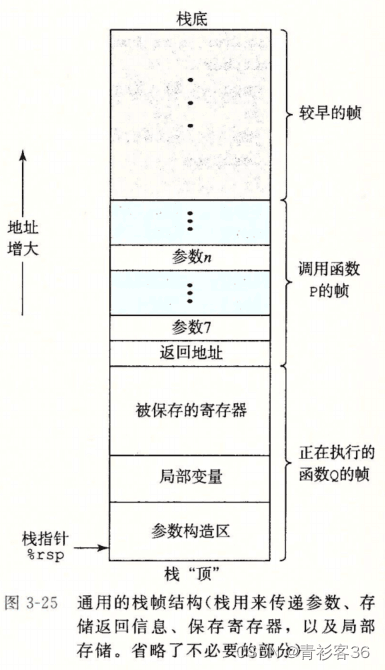 栈底
较早的帧
地址
增大
参数n
调用函数
P的帧
参数7
返回地址
被保存的寄存器
正在执行的
函数Q的帧
局部变量
栈指针
%rsp
参数构造区
栈“顶”
图 3-25 通用的栈帧结构(栈用来传递参数、存
储返回信息、保存寄存器，以及局部
存储。省略了不必要的部分)
@青衫客36